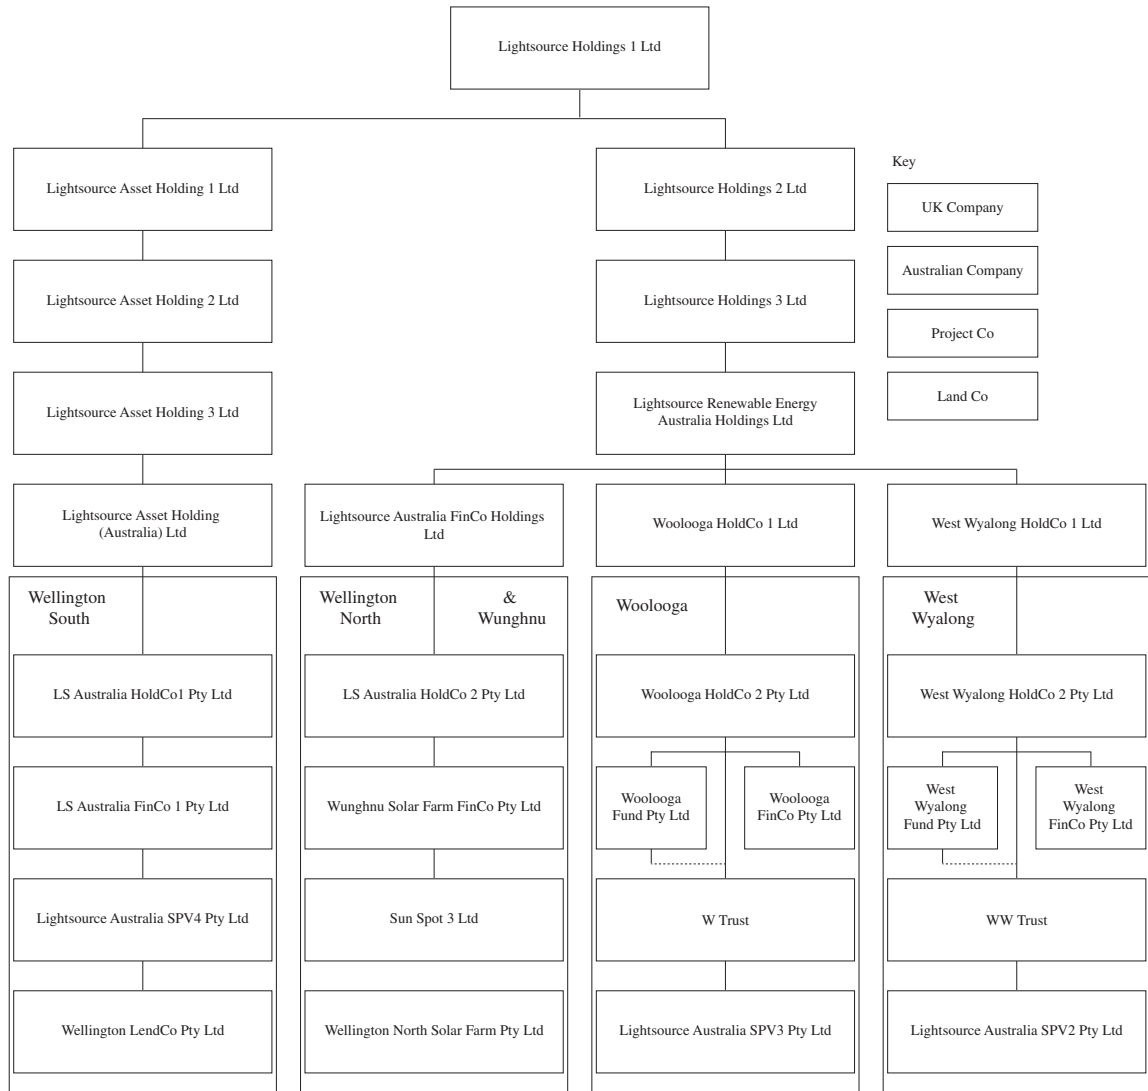 Lightsource Holdings 1 Ltd
Lightsource Asset Holding 1 Ltd
Lightsource Holdings 2 Ltd
Key
UK Company
Lightsource Asset Holding 2 Ltd
Lightsource Holdings 3 Ltd
Australian Company
Project Co
Lightsource Asset Holding 3 Ltd
Lightsource Renewable Energy
Australia Holdings Ltd
Land Co
Lightsource Asset Holding
(Australia) Ltd
Lightsource Australia FinCo Holdings
Ltd
Woolooga HoldCo 1 Ltd
West Wyalong HoldCo 1 Ltd
Wellington
South
Wellington
North
&
Wunghnu
Woolooga
West
Wyalong
LS Australia HoldCo1 Pty Ltd
LS Australia HoldCo 2 Pty Ltd
Woolooga HoldCo 2 Pty Ltd
West Wyalong HoldCo 2 Pty Ltd
LS Australia FinCo 1 Pty Ltd
Wunghnu Solar Farm FinCo Pty Ltd
Woolooga
Fund Pty Ltd
Woolooga
FinCo Pty Ltd
West
Wyalong
Fund Pty Ltd
West
Wyalong
FinCo Pty Ltd
Lightsource Australia SPV4 Pty Ltd
Sun Spot 3 Ltd
W Trust
WW Trust
Wellington LendCo Pty Ltd
Wellington North Solar Farm Pty Ltd
Lightsource Australia SPV3 Pty Ltd
Lightsource Australia SPV2 Pty Ltd